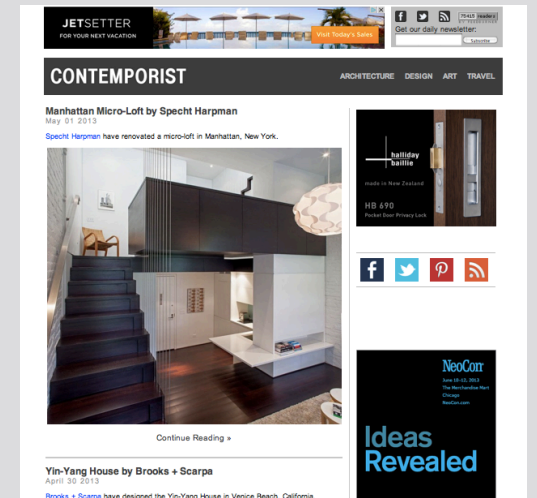 JETSETTER
FOR YOUR NEXT VACATION
Visit Today's Sales
75415 readers
Get our daily newsletter:
Subscribe
CONTEMPORIST
ARCHITECTURE DESIGN ART TRAVEL
Manhattan Micro-Loft by Specht Harpman
May 01 2013
Specht Harpman have renovated a micro-loft in Manhattan, New York.
Continue Reading »
Yin-Yang House by Brooks + Scarpa
April 30 2013
Brooks + Scarpa have designed the Yin-Yang House in Venice Beach, California.
halliday
baillie
made in New Zealand
HB 690
Pocket Door Privacy Lock
NeoCon
June 10-12, 2013
The Merchandise Mart
Chicago
NeoCon.com
Ideas
Revealed